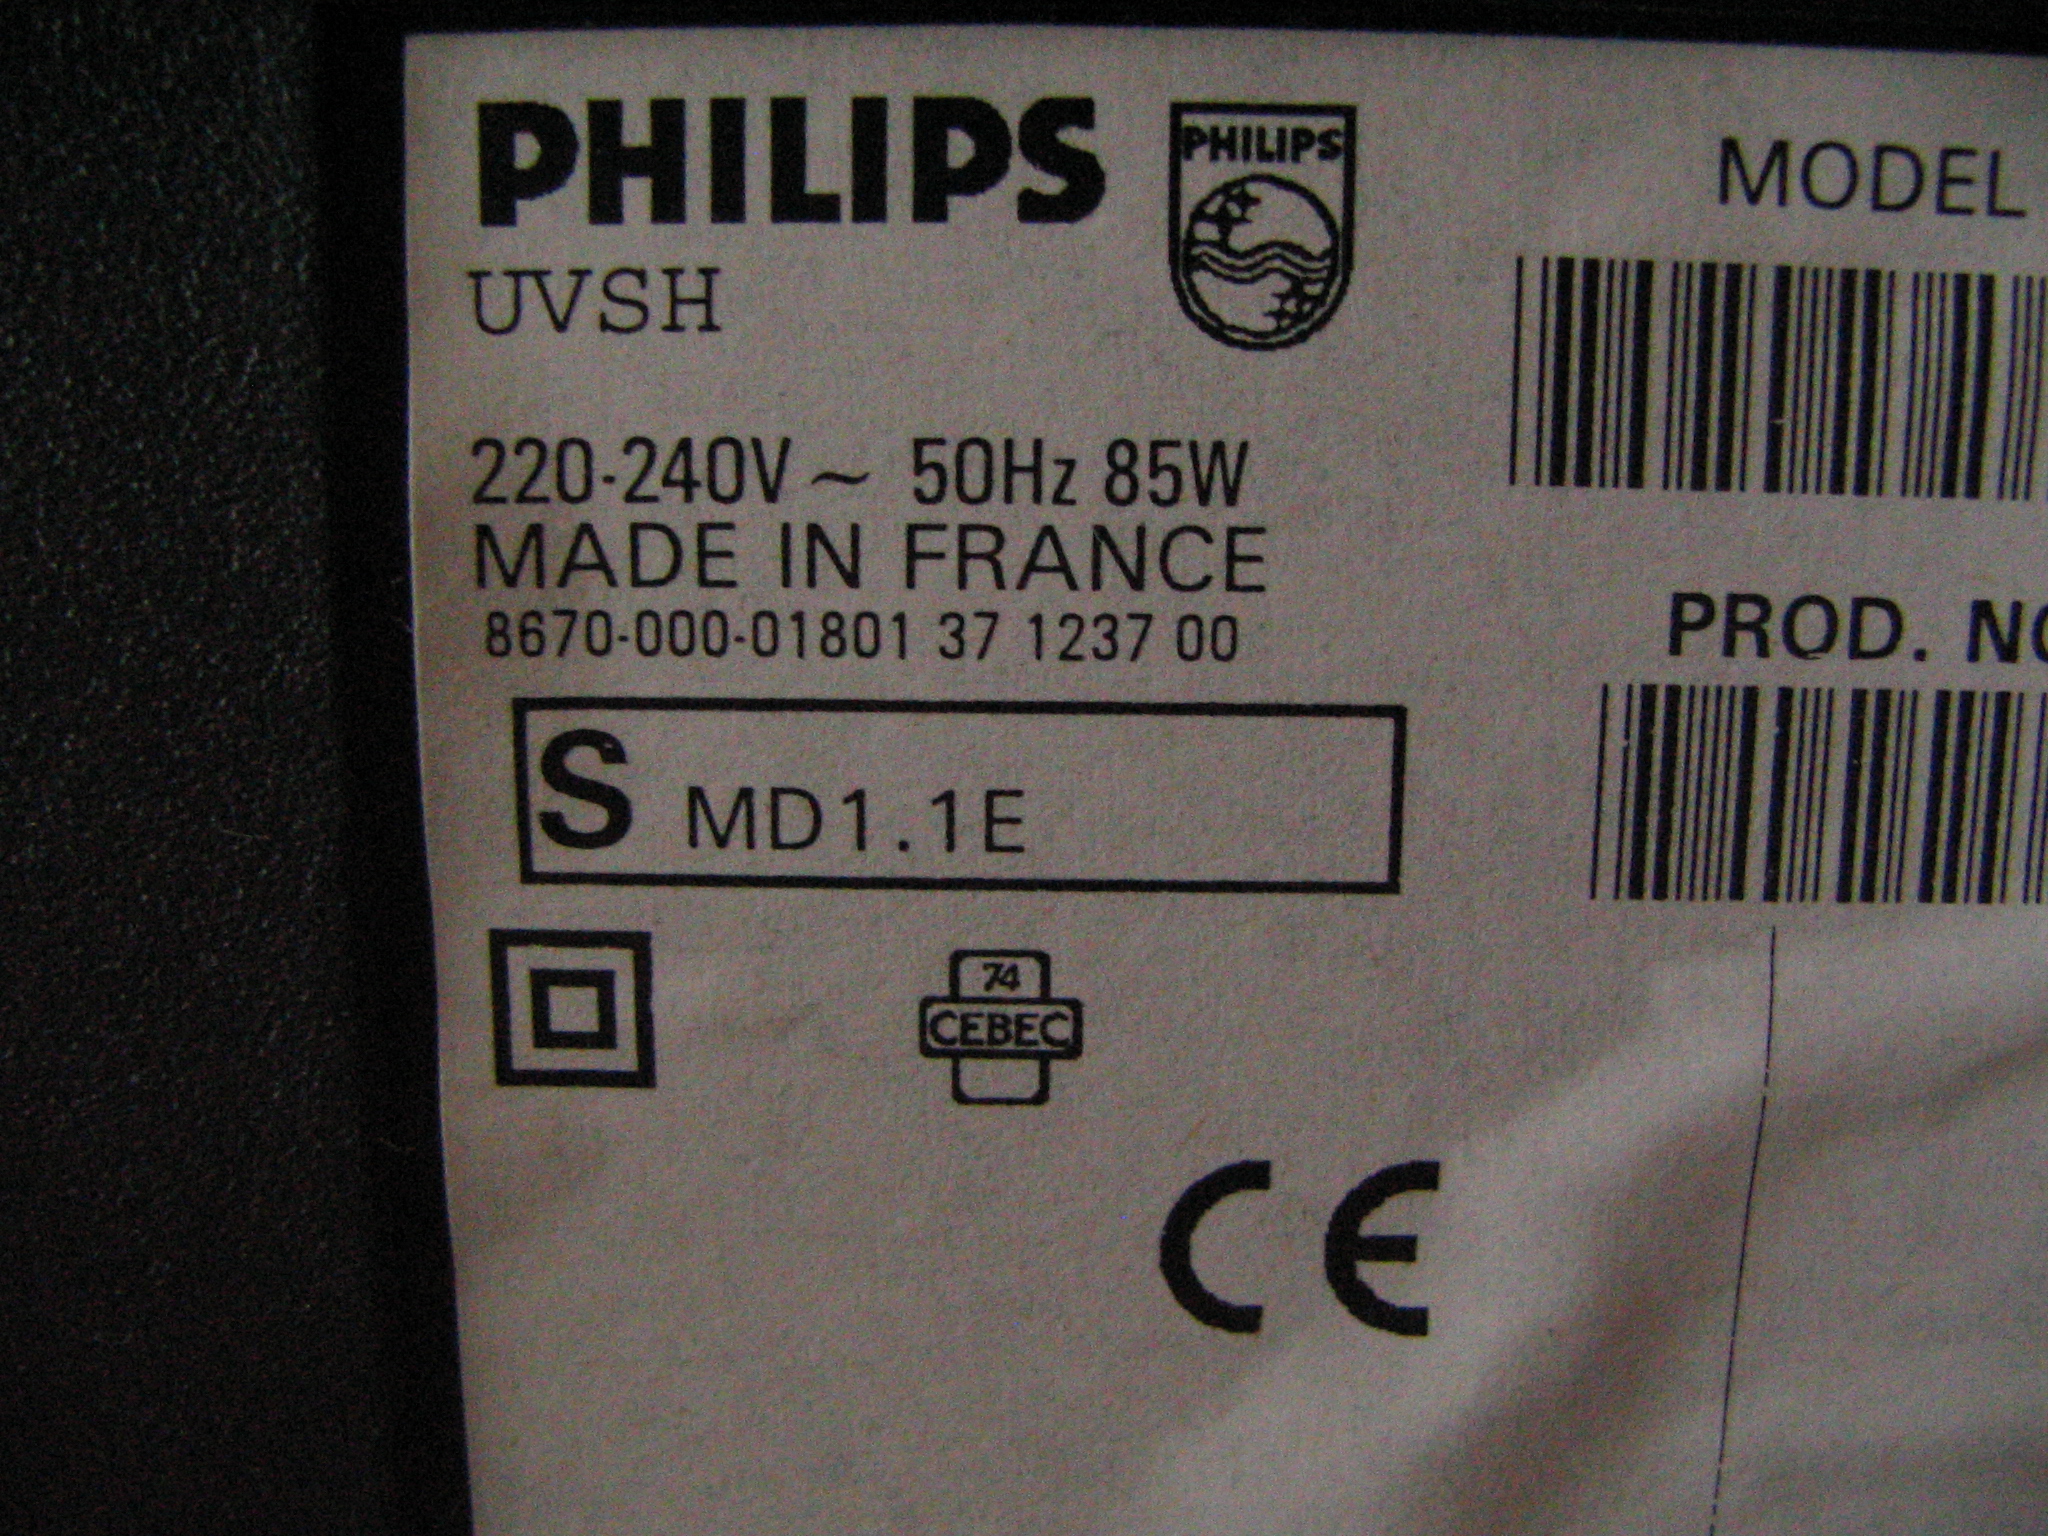 PHILIPS
PHILIPS
UVSH
220-240V ~ 50Hz 85W
MADE IN FRANCE
8670-000-01801 37 1237 00
S MD1.1E
74
CEBEC
CE
MODEL
PROD. NO